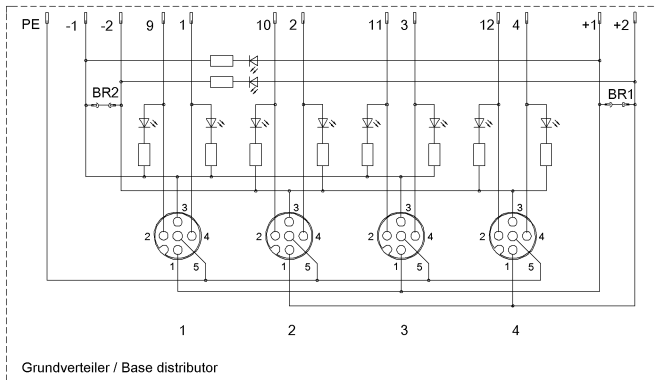 PE -1 -2 9 1 10 2 11 3 12 4 +1 +2
BR2 BR1
3 3 3 3
2 4 2 4 2 4 2 4
1 5 1 5 1 5 1 5
1 2 3 4
Grundverteiler / Base distributor